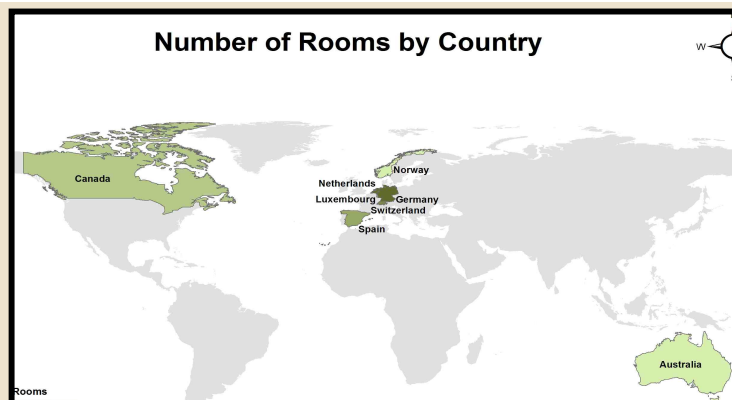 Number of Rooms by Country
W
Canada
Norway
Netherlands
Luxembourg
Germany
Switzerland
Spain
Australia
Rooms